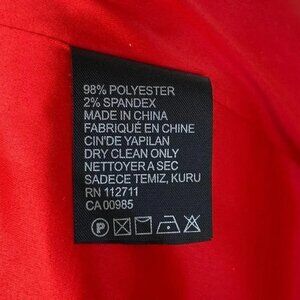 98% POLYESTER
2% SPANDEX
MADE IN CHINA
FABRIQUÉ EN CHINE
CIN'DE YAPILAN
DRY CLEAN ONLY
NETTOYER A SEC
SADECE TEMIZ, KURU
RN 112711
CA 00985
P